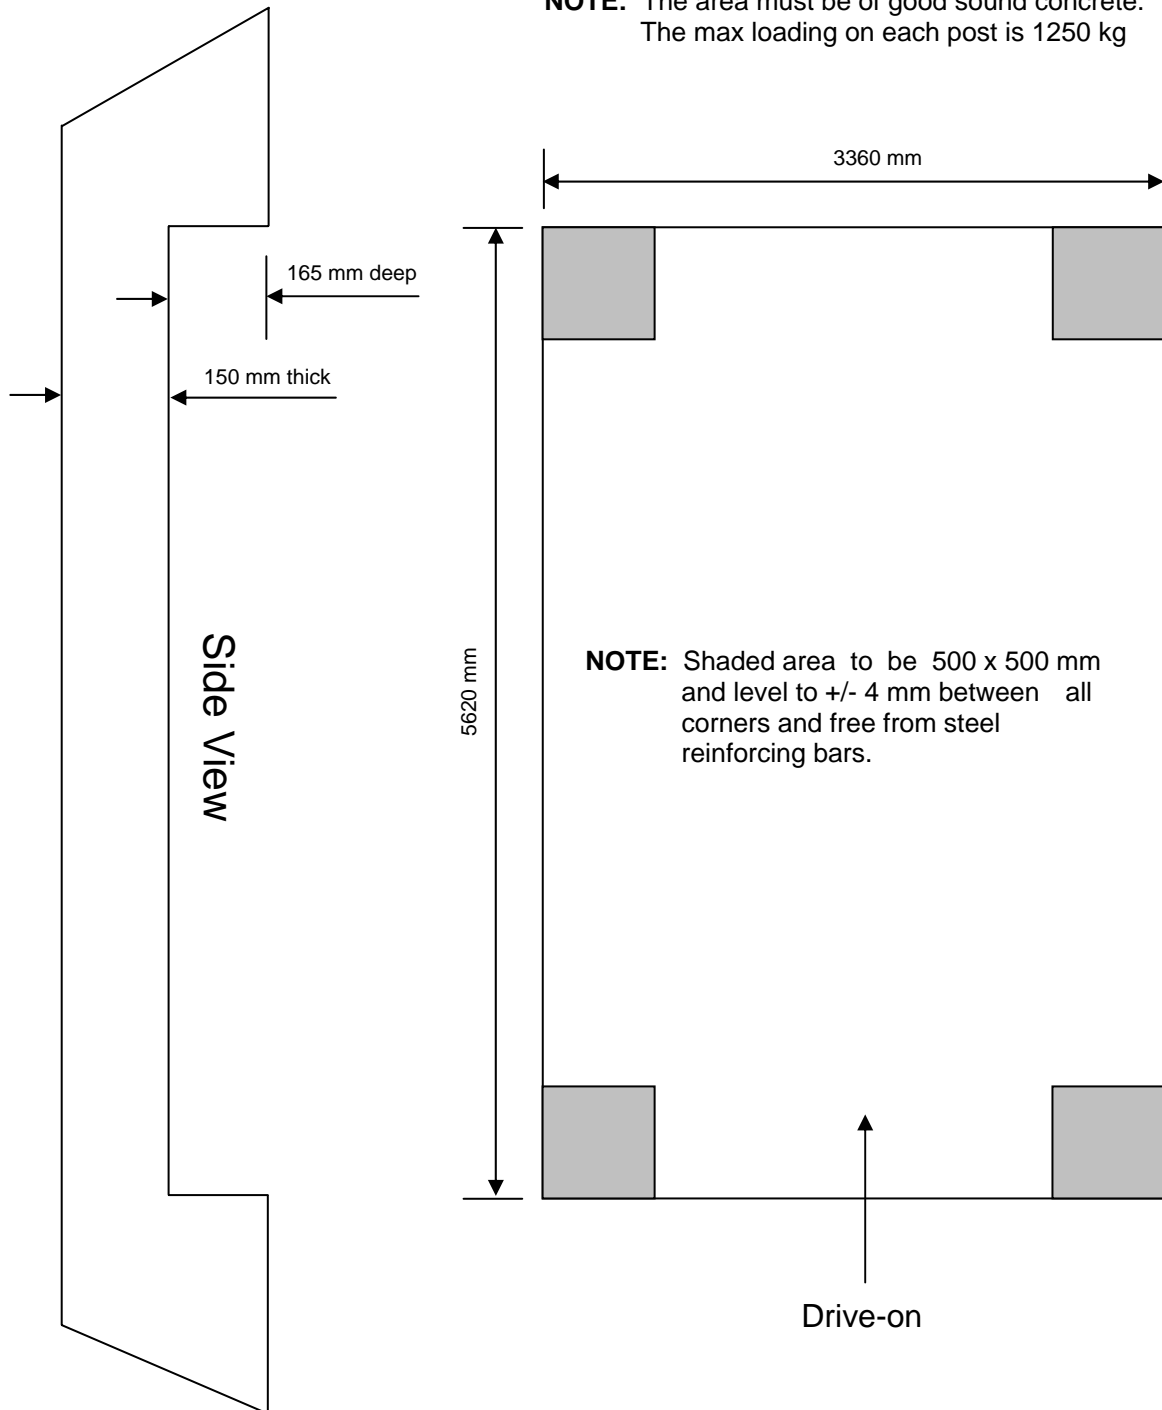 NOTE: The area must be of good sound concrete.
The max loading on each post is 1250 kg
3360 mm
165 mm deep
150 mm thick
Side View
5620 mm
NOTE: Shaded area to be 500 x 500 mm
and level to +/- 4 mm between all
corners and free from steel
reinforcing bars.
Drive-on